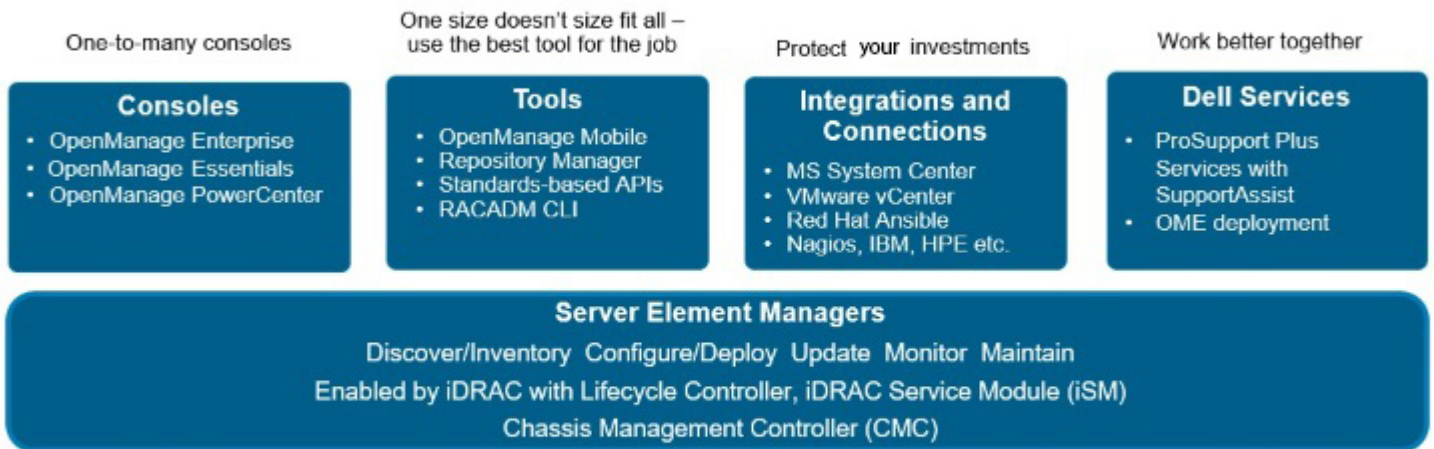 One-to-many consoles
Consoles
• OpenManage Enterprise
• OpenManage Essentials
• OpenManage PowerCenter
One size doesn't size fit all –
use the best tool for the job
Tools
• OpenManage Mobile
• Repository Manager
• Standards-based APIs
• RACADM CLI
Protect your investments
Integrations and
Connections
• MS System Center
• VMware vCenter
• Red Hat Ansible
• Nagios, IBM, HPE etc.
Work better together
Dell Services
• ProSupport Plus
Services with
SupportAssist
• OME deployment
Server Element Managers
Discover/Inventory Configure/Deploy Update Monitor Maintain
Enabled by iDRAC with Lifecycle Controller, iDRAC Service Module (iSM)
Chassis Management Controller (CMC)